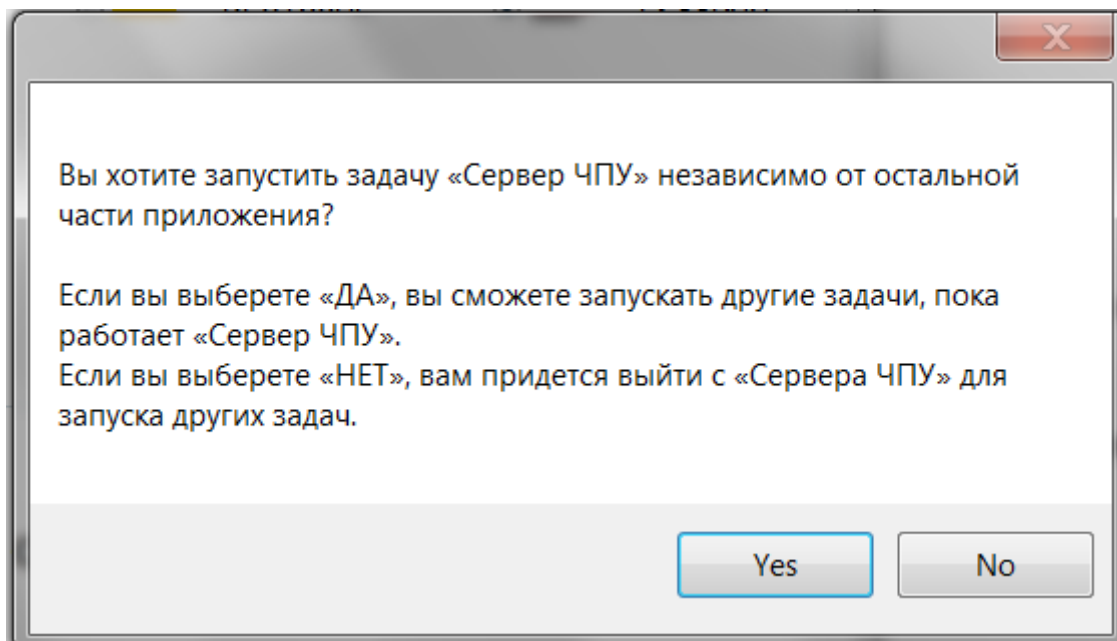 Вы хотите запустить задачу «Сервер ЧПУ» независимо от остальной
части приложения?
Если вы выберете «ДА», вы сможете запускать другие задачи, пока
работает «Сервер ЧПУ».
Если вы выберете «НЕТ», вам придется выйти с «Сервера ЧПУ» для
запуска других задач.
Yes No